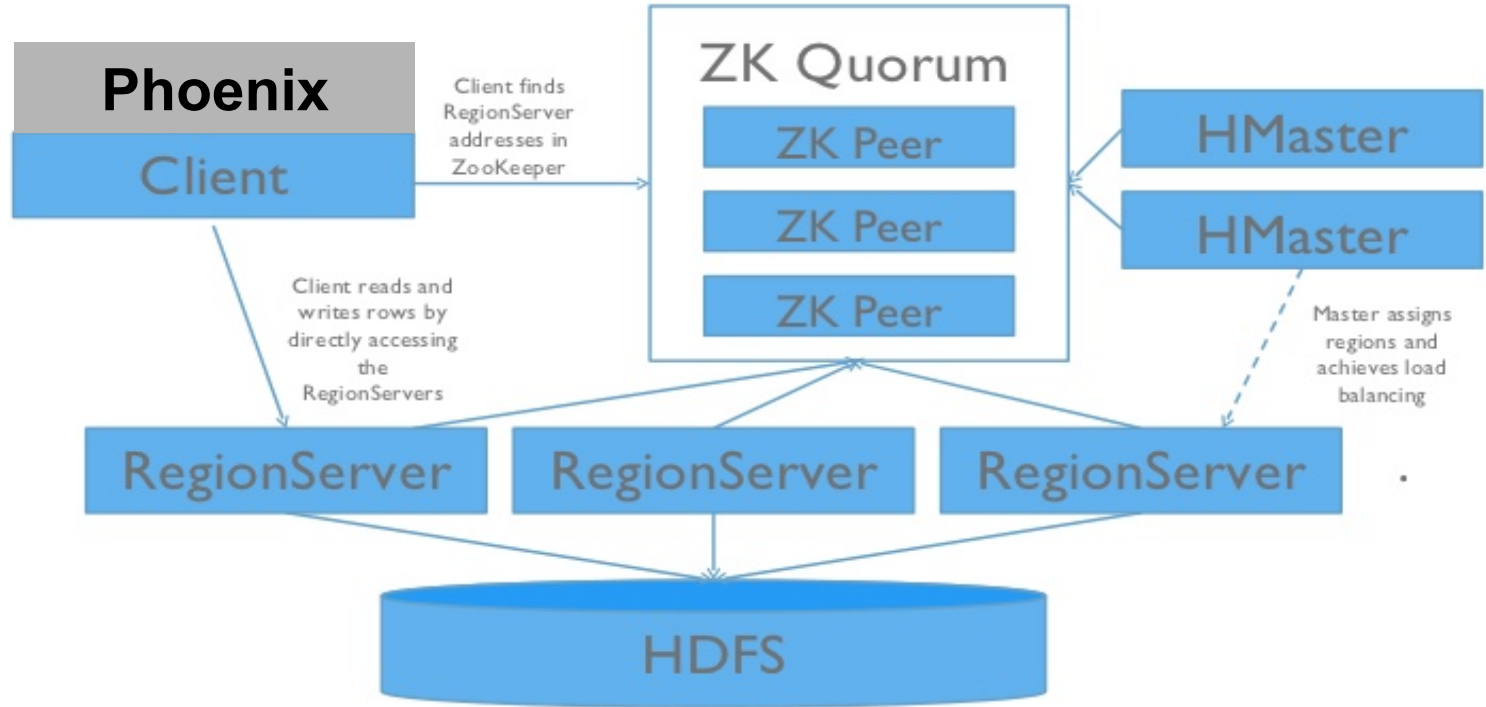 Phoenix
Client
Client finds
RegionServer
addresses in
ZooKeeper
ZK Quorum
ZK Peer
ZK Peer
ZK Peer
HMaster
HMaster
Client reads and
writes rows by
directly accessing
the
RegionServers
Master assigns
regions and
achieves load
balancing
RegionServer
RegionServer
RegionServer
.
HDFS